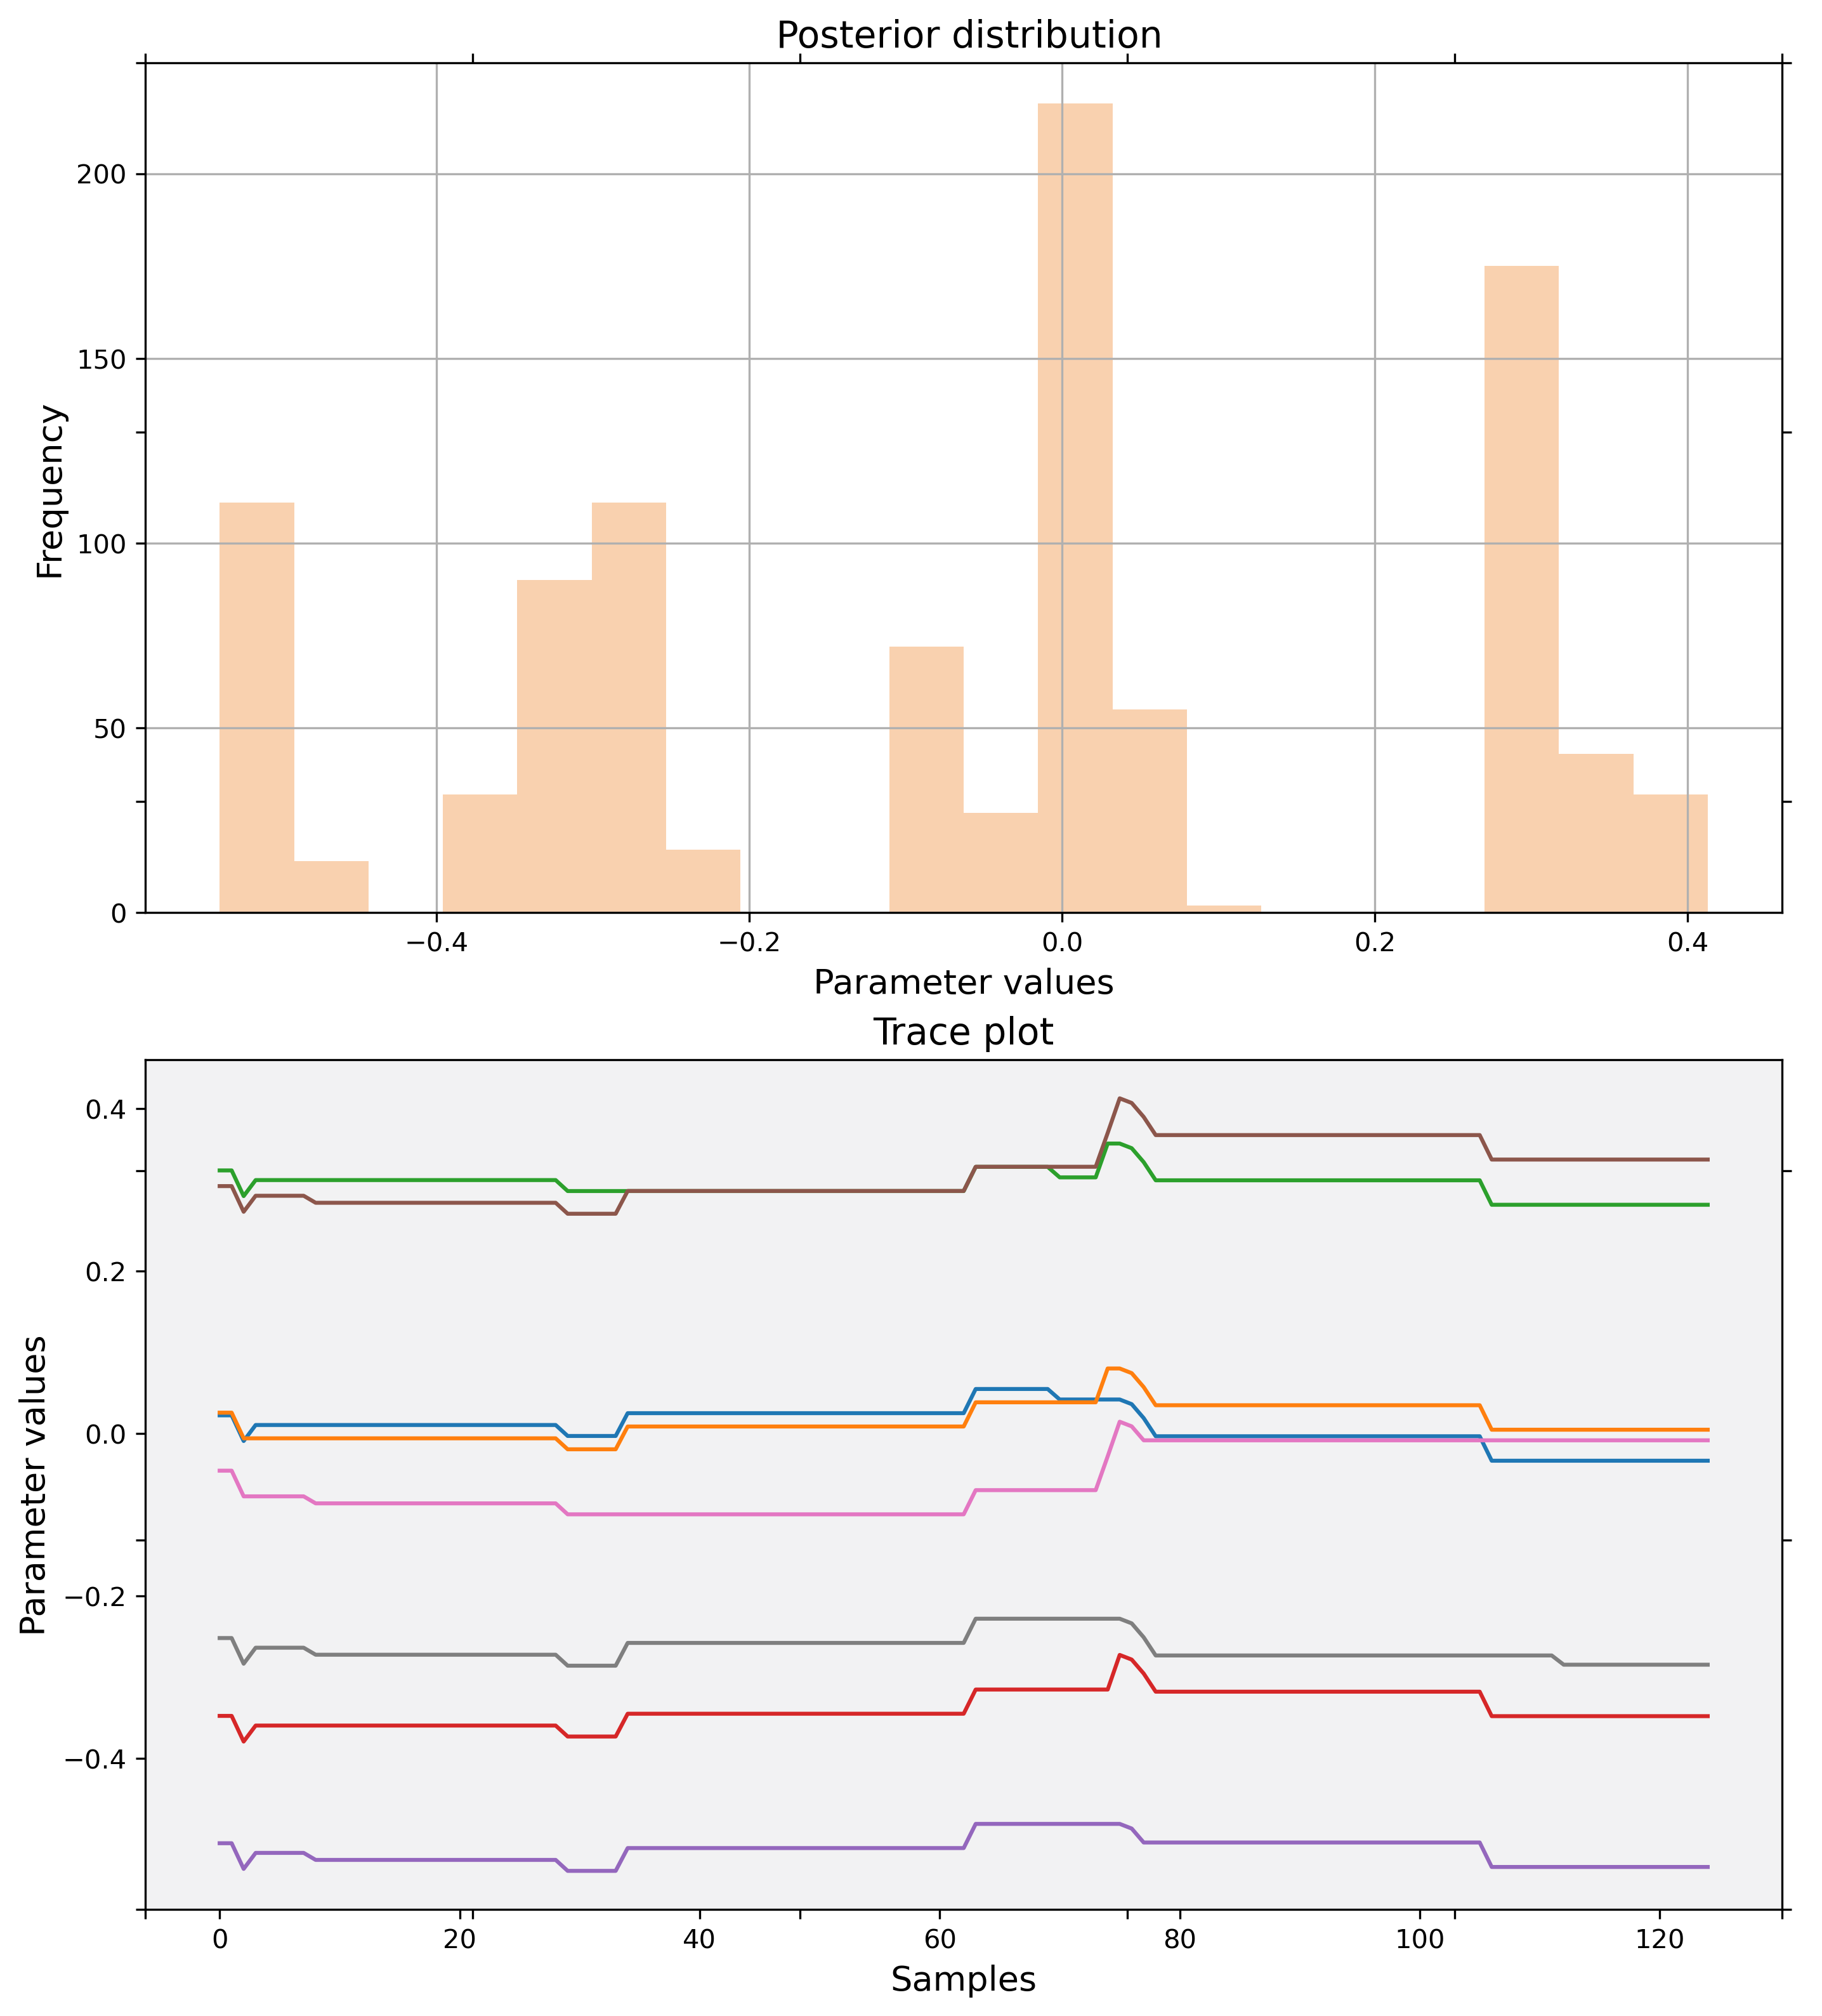 Posterior distribution
Frequency
200
150
100
50
0
−0.4 −0.2 0.0 0.2 0.4
Parameter values
Trace plot
Parameter values
0.4
0.2
0.0
−0.2
−0.4
0 20 40 60 80 100 120
Samples